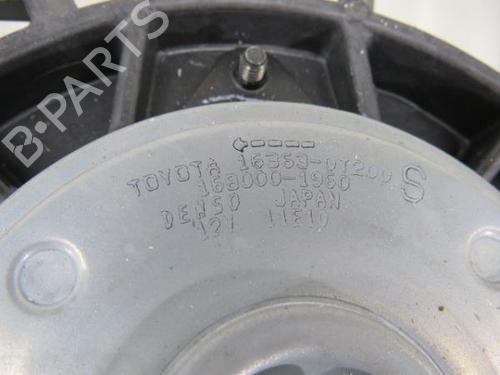 B-PARTS
TOYOTA 16363-0T200 S
168000-1960
DENSO JAPAN
12V 11E10